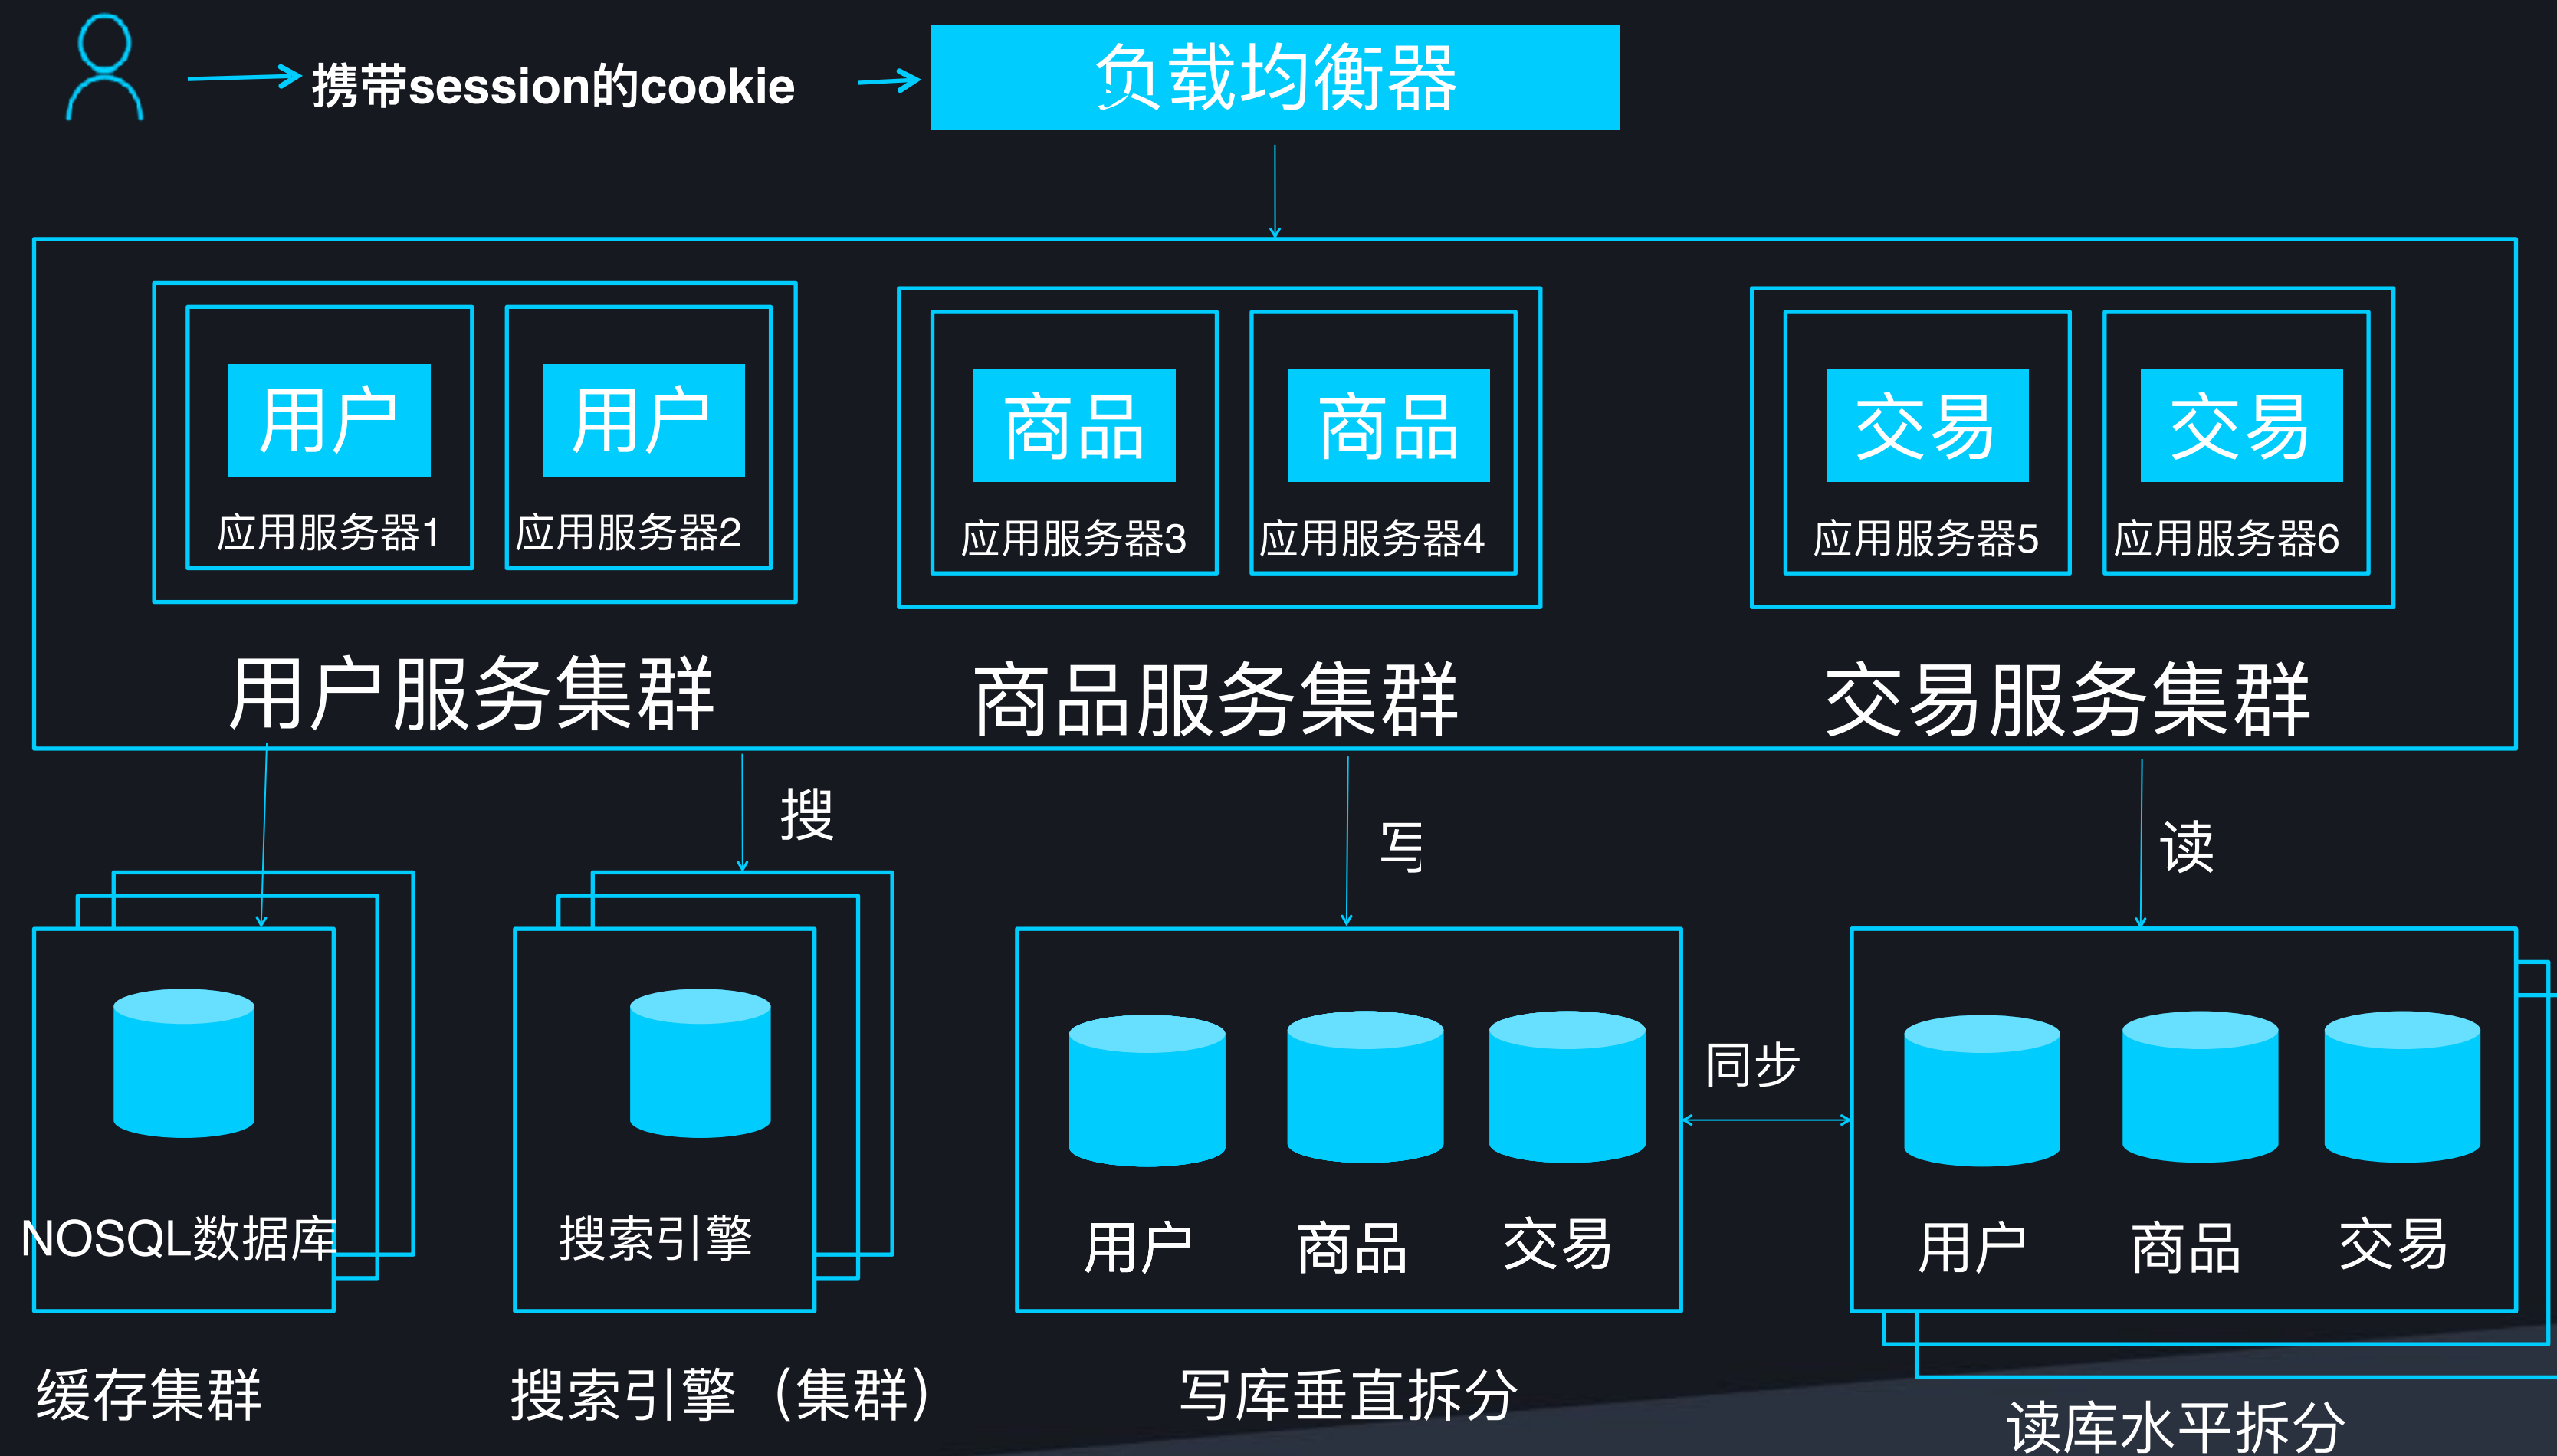 携带session的cookie
负载均衡器
用户
用户
商品
商品
交易
交易
应用服务器1
应用服务器2
应用服务器3
应用服务器4
应用服务器5
应用服务器6
用户服务集群
商品服务集群
交易服务集群
搜
写
读
同步
NOSQL数据库
搜索引擎
用户
商品
交易
用户
商品
交易
缓存集群
搜索引擎（集群）
写库垂直拆分
读库水平拆分